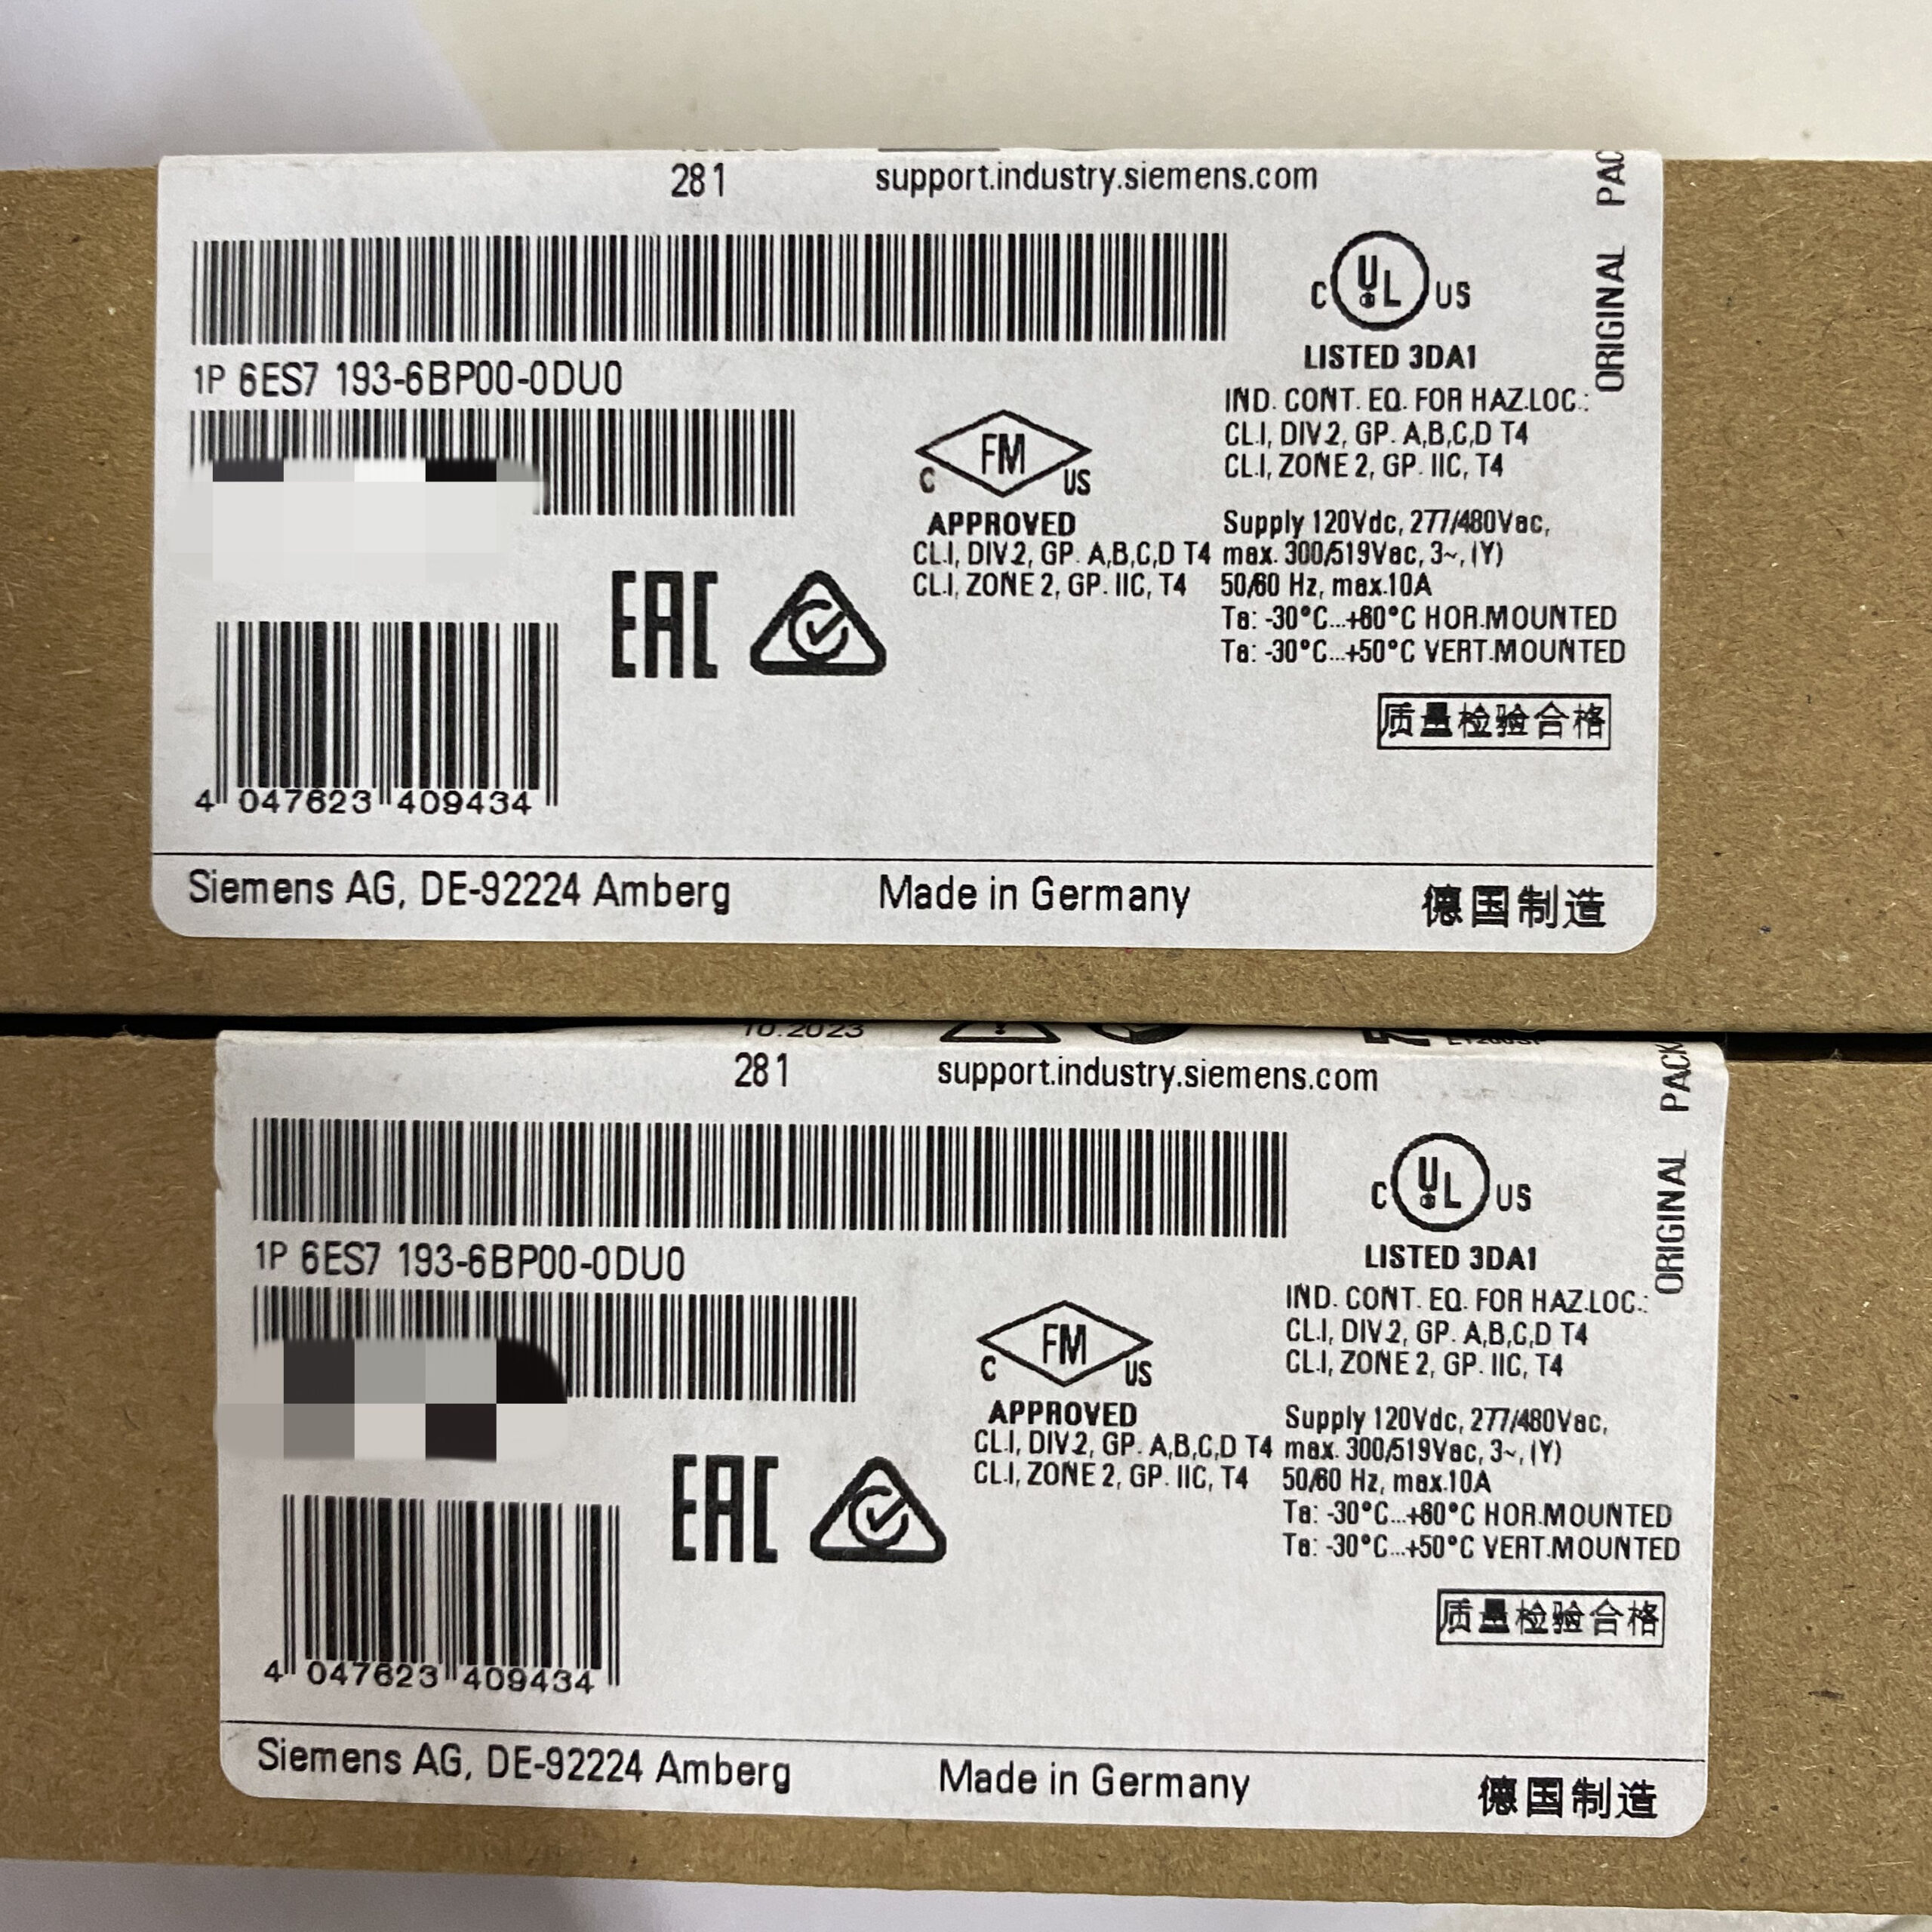 281
support.industry.siemens.com
ORIGINAL PAC
C UL US
LISTED 3DA1
1P 6ES7 193-6BP00-0DU0
IND. CONT. EQ. FOR HAZ.LOC.:
CL.I, DIV.2, GP. A,B,C,D T4
CL.I, ZONE 2, GP. IIC, T4
C FM US
APPROVED
CL.I, DIV.2, GP. A,B,C,D T4
CL.I, ZONE 2, GP. IIC, T4
Supply 120Vdc, 277/480Vac,
max. 300/519Vac, 3~, (Y)
50/60 Hz, max.10A
Ta: -30°C...+60°C HOR.MOUNTED
Ta: -30°C...+50°C VERT.MOUNTED
EAC
质量检验合格
4 047623 409434
Siemens AG, DE-92224 Amberg
Made in Germany
德国制造
10.2023
281
support.industry.siemens.com
ORIGINAL PACK
C UL US
LISTED 3DA1
1P 6ES7 193-6BP00-0DU0
IND. CONT. EQ. FOR HAZ.LOC.:
CL.I, DIV.2, GP. A,B,C,D T4
CL.I, ZONE 2, GP. IIC, T4
C FM US
APPROVED
CL.I, DIV.2, GP. A,B,C,D T4
CL.I, ZONE 2, GP. IIC, T4
Supply 120Vdc, 277/480Vac,
max. 300/519Vac, 3~, (Y)
50/60 Hz, max.10A
Ta: -30°C...+60°C HOR.MOUNTED
Ta: -30°C...+50°C VERT.MOUNTED
EAC
质量检验合格
4 047623 409434
Siemens AG, DE-92224 Amberg
Made in Germany
德国制造